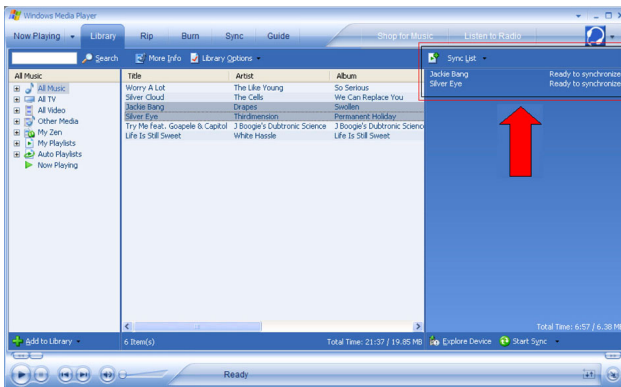 Windows Media Player
Now Playing Library Rip Burn Sync Guide Shop for Music Listen to Radio
Search More Info Library Options Sync List
All Music
All Music
All TV
All Video
Other Media
My Zen
My Playlists
Auto Playlists
Now Playing
Title Artist Album
Worry A Lot The Like Young So Serious
Silver Cloud The Cells We Can Replace You
Jackie Bang Drapes Swollen
Silver Eye Thirdimension Permanent Holiday
Try Me feat. Goapele & Capitol J Boogie's Dubtronic Science J Boogie's Dubtronic Scienc
Life Is Still Sweet White Hassle Life Is Still Sweet
Jackie Bang Ready to synchronize
Silver Eye Ready to synchronize
Total Time: 6:57 / 6.38 MB
Add to Library 6 Item(s) Total Time: 21:37 / 19.85 MB Explore Device Start Sync
Ready